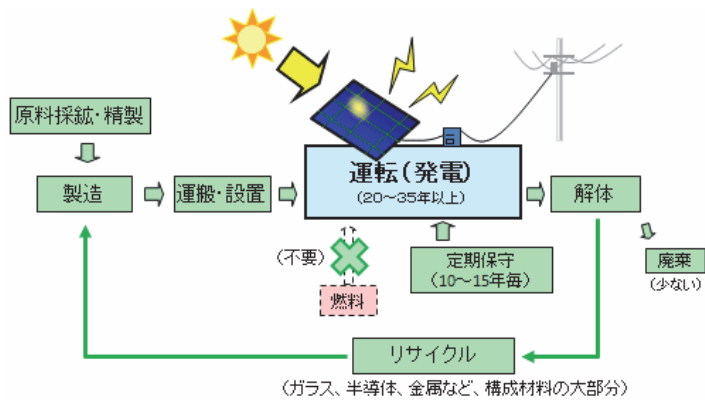 原料採鉱・精製
製造
運搬・設置
運転(発電)
(20～35年以上)
解体
(不要)
燃料
定期保守
(10～15年毎)
廃棄
(少ない)
リサイクル
(ガラス、半導体、金属など、構成材料の大部分)